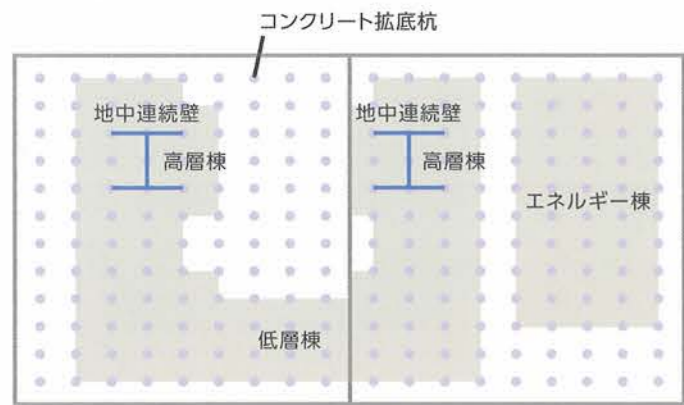 コンクリート拡底杭
地中連続壁
高層棟
地中連続壁
高層棟
エネルギー棟
低層棟